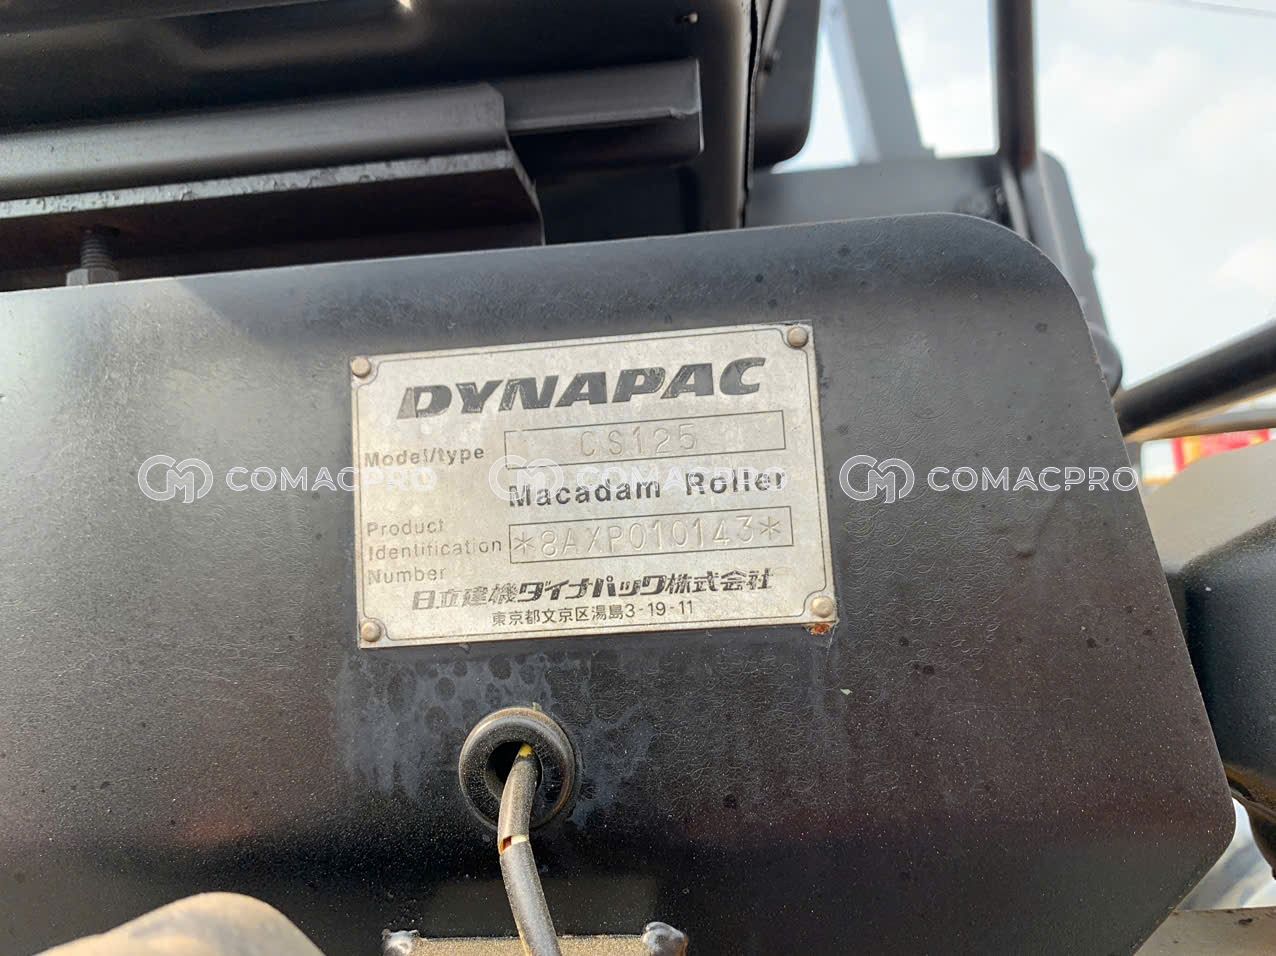 DYNAPAC
Model/type CS125
COMACPRO COMACPRO COMACPRO
Macadam Roller
Product
Identification *8AXP010143*
Number
日立建機ダイナパック株式会社
東京都文京区湯島3-19-11